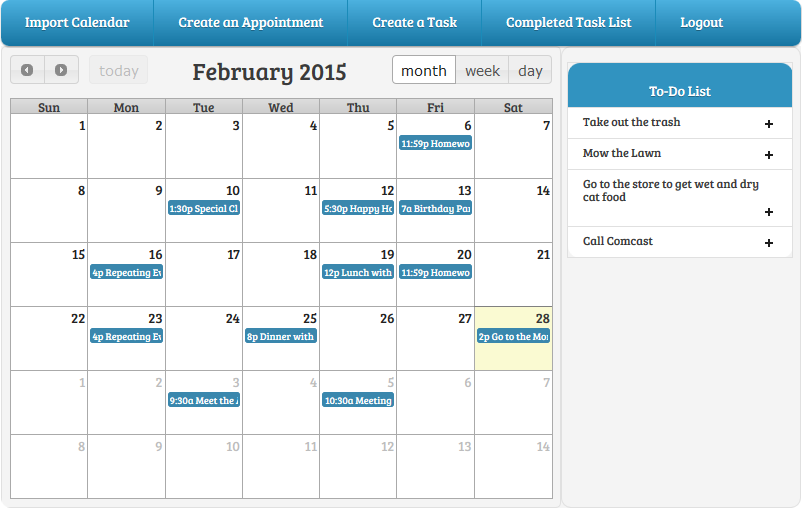 Import Calendar Create an Appointment Create a Task Completed Task List Logout
today February 2015 month week day
Sun Mon Tue Wed Thu Fri Sat
1 2 3 4 5 6 7
11:59p Homewo
8 9 10 11 12 13 14
1:30p Special Cl 5:30p Happy Ho 7a Birthday Par
15 16 17 18 19 20 21
4p Repeating Ev 12p Lunch with 11:59p Homewo
22 23 24 25 26 27 28
4p Repeating Ev 8p Dinner with 2p Go to the Mo
1 2 3 4 5 6 7
9:30a Meet the 10:30a Meeting
8 9 10 11 12 13 14
To-Do List
Take out the trash +
Mow the Lawn +
Go to the store to get wet and dry
cat food
+
Call Comcast +